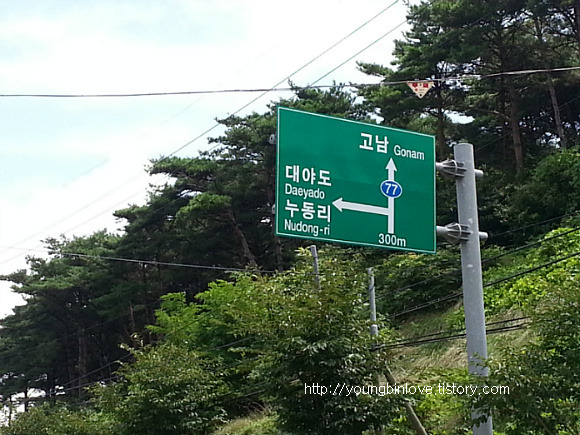 고남 Gonam
77
대야도
Daeyado
누동리
Nudong-ri
300m
http://youngbinlove.tistory.com